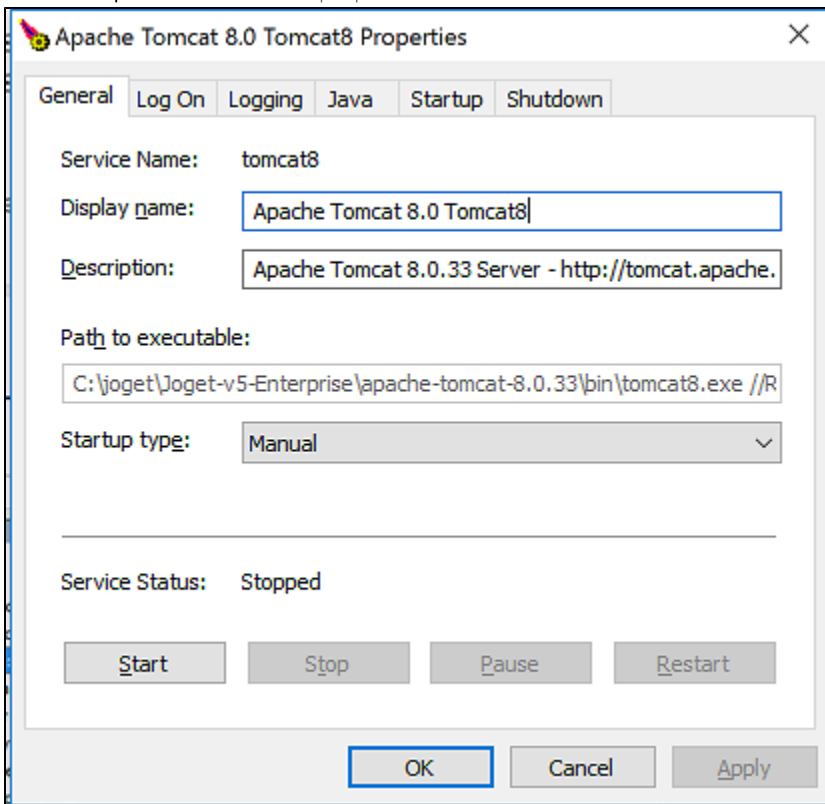 Apache Tomcat 8.0 Tomcat8 Properties
General Log On Logging Java Startup Shutdown
Service Name: tomcat8
Display name: Apache Tomcat 8.0 Tomcat8
Description: Apache Tomcat 8.0.33 Server - http://tomcat.apache.
Path to executable:
C:\joget\Joget-v5-Enterprise\apache-tomcat-8.0.33\bin\tomcat8.exe //R
Startup type: Manual
Service Status: Stopped
Start Stop Pause Restart
OK Cancel Apply